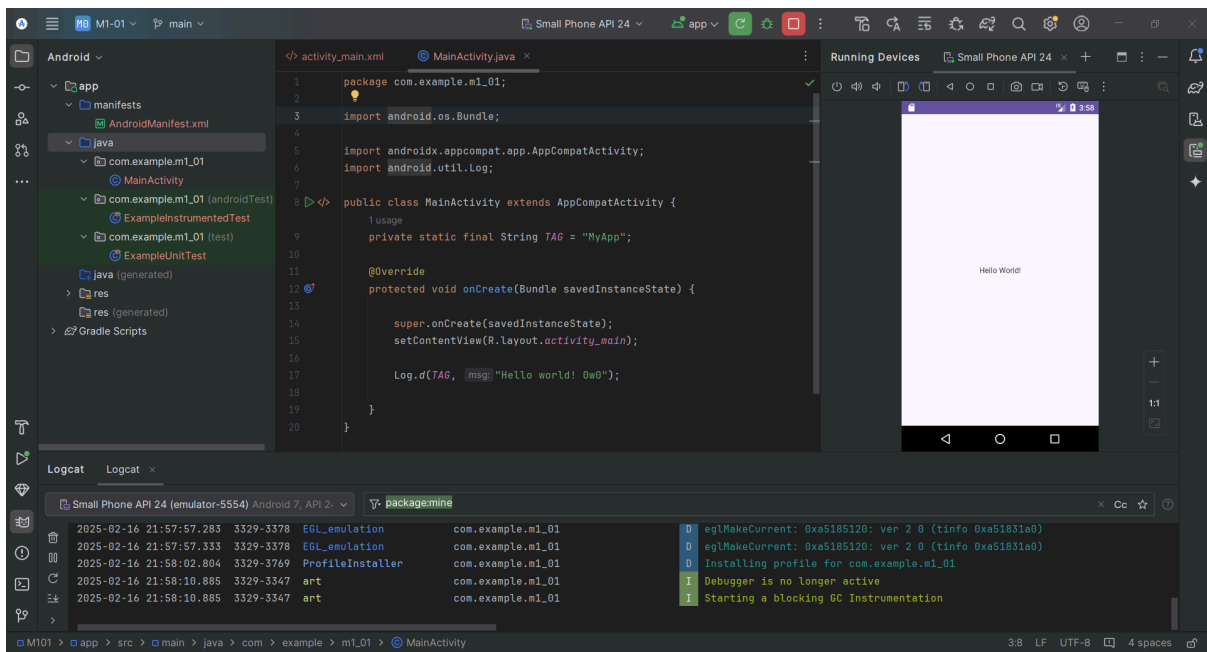 M0 M1-01 main Small Phone API 24 app
Android
app
manifests
AndroidManifest.xml
java
com.example.m1_01
MainActivity
com.example.m1_01 (androidTest)
ExampleInstrumentedTest
com.example.m1_01 (test)
ExampleUnitTest
java (generated)
res
res (generated)
Gradle Scripts
activity_main.xml MainActivity.java
1 package com.example.m1_01;
2
3 import android.os.Bundle;
4
5 import androidx.appcompat.app.AppCompatActivity;
6 import android.util.Log;
7
8 public class MainActivity extends AppCompatActivity {
1 usage
9 private static final String TAG = "MyApp";
10
11 @Override
12 protected void onCreate(Bundle savedInstanceState) {
13
14 super.onCreate(savedInstanceState);
15 setContentView(R.layout.activity_main);
16
17 Log.d(TAG, msg: "Hello world! OwO");
18
19 }
20 }
Running Devices Small Phone API 24
3:58
Hello World!
1:1
Logcat Logcat
Small Phone API 24 (emulator-5554) Android 7, API 2 package:mine Cc
2025-02-16 21:57:57.283 3329-3378 EGL_emulation com.example.m1_01 D eglMakeCurrent: 0xa5185120: ver 2 0 (tinfo 0xa51831a0)
2025-02-16 21:57:57.333 3329-3378 EGL_emulation com.example.m1_01 D eglMakeCurrent: 0xa5185120: ver 2 0 (tinfo 0xa51831a0)
2025-02-16 21:58:02.804 3329-3769 ProfileInstaller com.example.m1_01 D Installing profile for com.example.m1_01
2025-02-16 21:58:10.885 3329-3347 art com.example.m1_01 I Debugger is no longer active
2025-02-16 21:58:10.885 3329-3347 art com.example.m1_01 I Starting a blocking GC Instrumentation
M101 > app > src > main > java > com > example > m1_01 > MainActivity 3:8 LF UTF-8 4 spaces